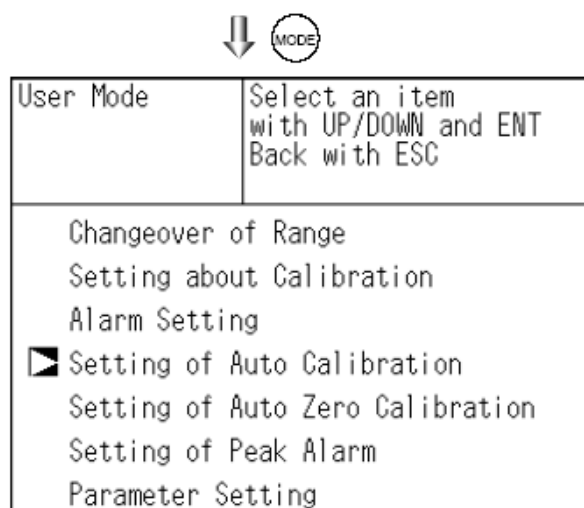 MODE
User Mode
Select an item
with UP/DOWN and ENT
Back with ESC
Changeover of Range
Setting about Calibration
Alarm Setting
Setting of Auto Calibration
Setting of Auto Zero Calibration
Setting of Peak Alarm
Parameter Setting